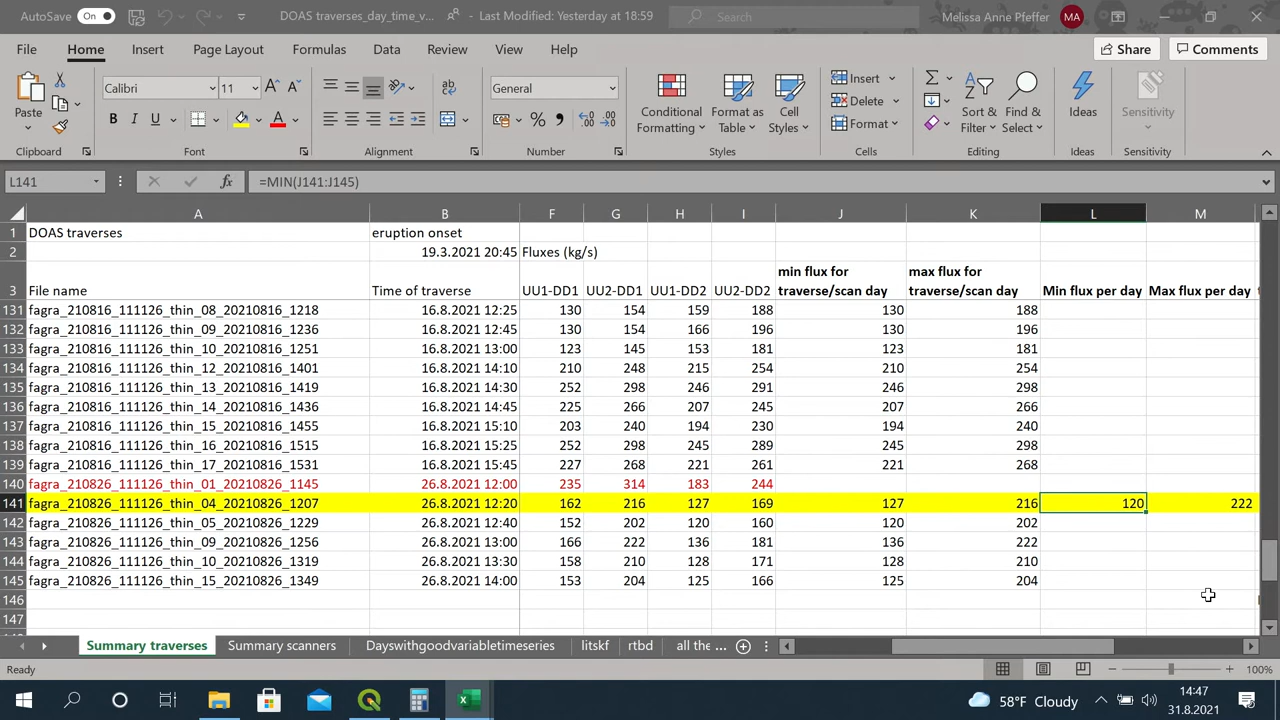 AutoSave On DOAS traverses_day_time_v... - Last Modified: Yesterday at 18:59 Search Melissa Anne Pfeffer MA
File Home Insert Page Layout Formulas Data Review View Help Share Comments
Paste Calibri 11 General Conditional Formatting Format as Table Cell Styles Insert Delete Format Sort & Filter Find & Select Ideas Sensitivity
Clipboard Font Alignment Number Styles Cells Editing Ideas Sensitivity
L141 fx =MIN(J141:J145)
A B F G H I J K L M
1 DOAS traverses eruption onset
2 19.3.2021 20:45 Fluxes (kg/s)
3 File name Time of traverse UU1-DD1 UU2-DD1 UU1-DD2 UU2-DD2 min flux for traverse/scan day max flux for traverse/scan day Min flux per day Max flux per day
131 fagra_210816_111126_thin_08_20210816_1218 16.8.2021 12:25 130 154 159 188 130 188
132 fagra_210816_111126_thin_09_20210816_1236 16.8.2021 12:45 130 154 166 196 130 196
133 fagra_210816_111126_thin_10_20210816_1251 16.8.2021 13:00 123 145 153 181 123 181
134 fagra_210816_111126_thin_12_20210816_1401 16.8.2021 14:10 210 248 215 254 210 254
135 fagra_210816_111126_thin_13_20210816_1419 16.8.2021 14:30 252 298 246 291 246 298
136 fagra_210816_111126_thin_14_20210816_1436 16.8.2021 14:45 225 266 207 245 207 266
137 fagra_210816_111126_thin_15_20210816_1455 16.8.2021 15:10 203 240 194 230 194 240
138 fagra_210816_111126_thin_16_20210816_1515 16.8.2021 15:25 252 298 245 289 245 298
139 fagra_210816_111126_thin_17_20210816_1531 16.8.2021 15:45 227 268 221 261 221 268
140 fagra_210826_111126_thin_01_20210826_1145 26.8.2021 12:00 235 314 183 244
141 fagra_210826_111126_thin_04_20210826_1207 26.8.2021 12:20 162 216 127 169 127 216 120 222
142 fagra_210826_111126_thin_05_20210826_1229 26.8.2021 12:40 152 202 120 160 120 202
143 fagra_210826_111126_thin_09_20210826_1256 26.8.2021 13:00 166 222 136 181 136 222
144 fagra_210826_111126_thin_10_20210826_1319 26.8.2021 13:30 158 210 128 171 128 210
145 fagra_210826_111126_thin_15_20210826_1349 26.8.2021 14:00 153 204 125 166 125 204
146
147
Summary traverses Summary scanners Dayswithgoodvariabletimeseries litskf rtbd all the ...
Ready 100%
58°F Cloudy 14:47
31.8.2021